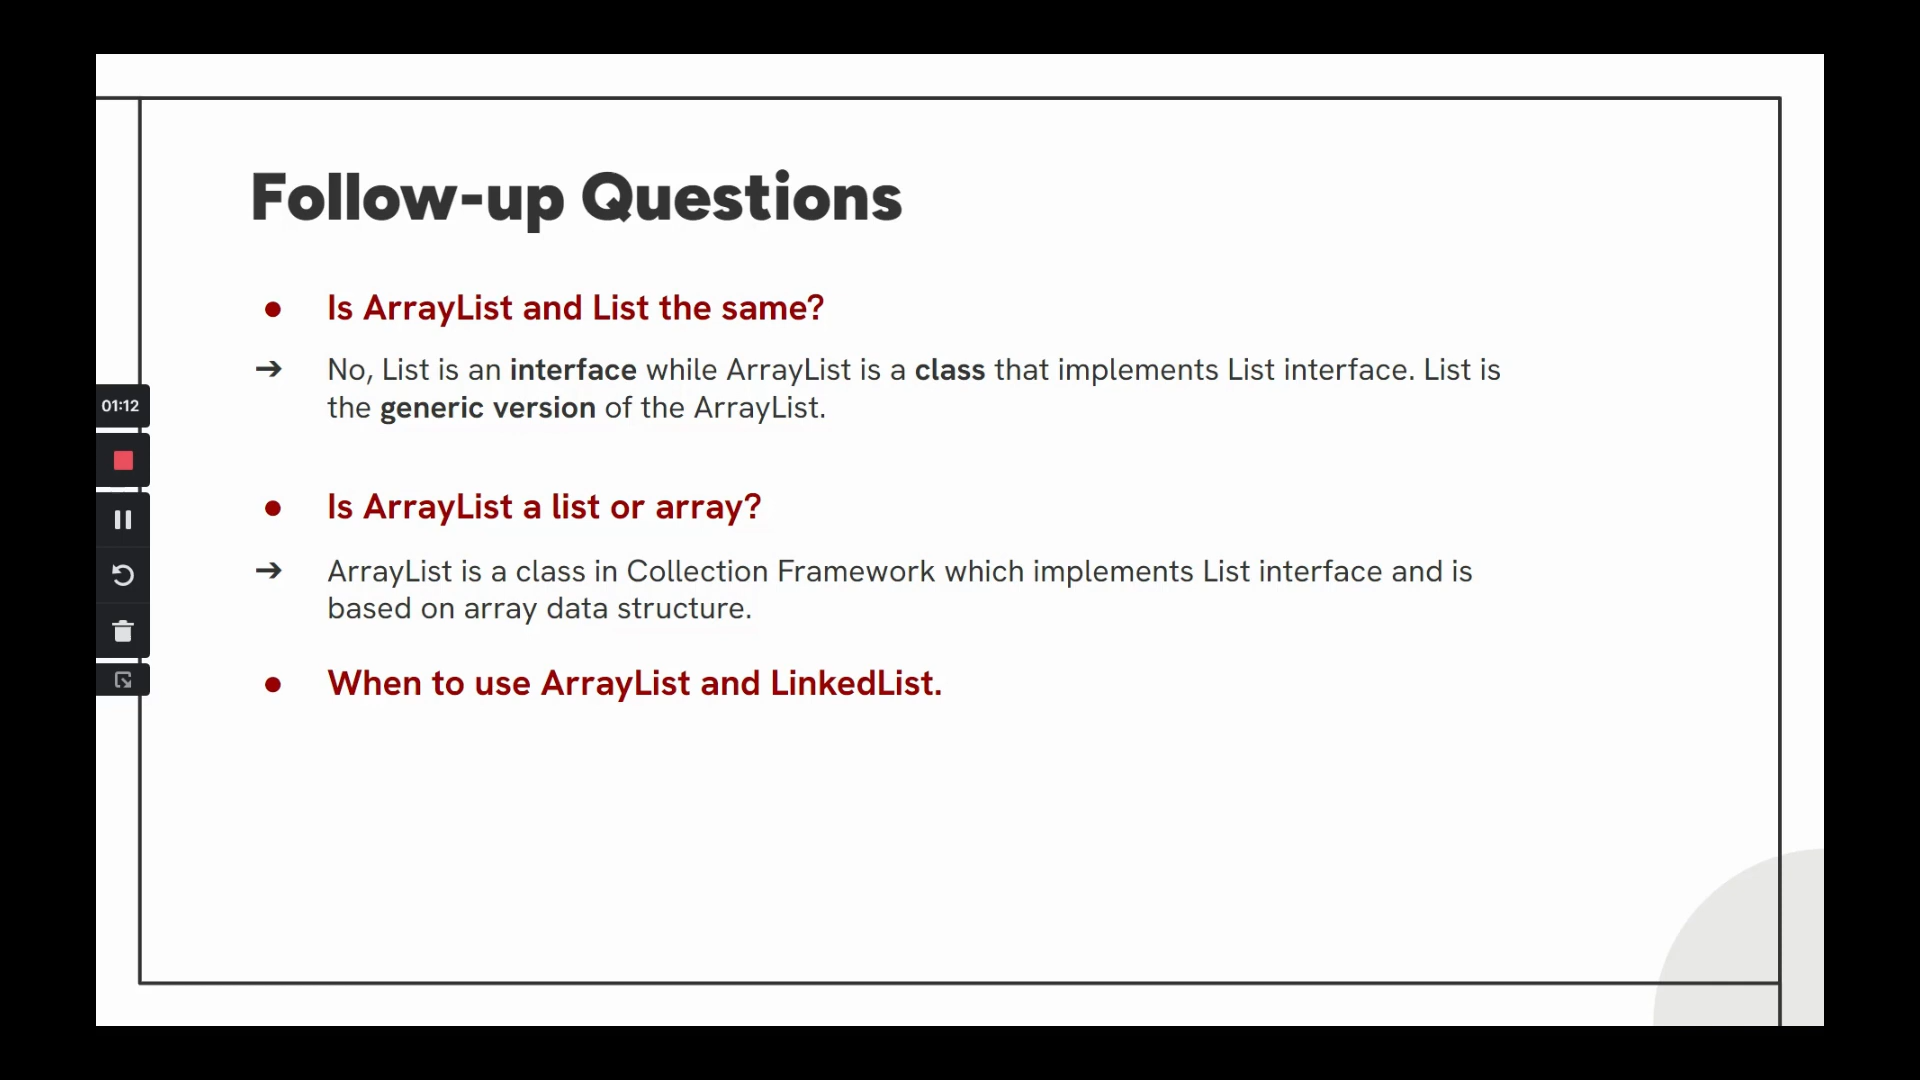 Follow-up Questions
● Is ArrayList and List the same?
➔ No, List is an interface while ArrayList is a class that implements List interface. List is
the generic version of the ArrayList.
01:12
● Is ArrayList a list or array?
➔ ArrayList is a class in Collection Framework which implements List interface and is
based on array data structure.
● When to use ArrayList and LinkedList.